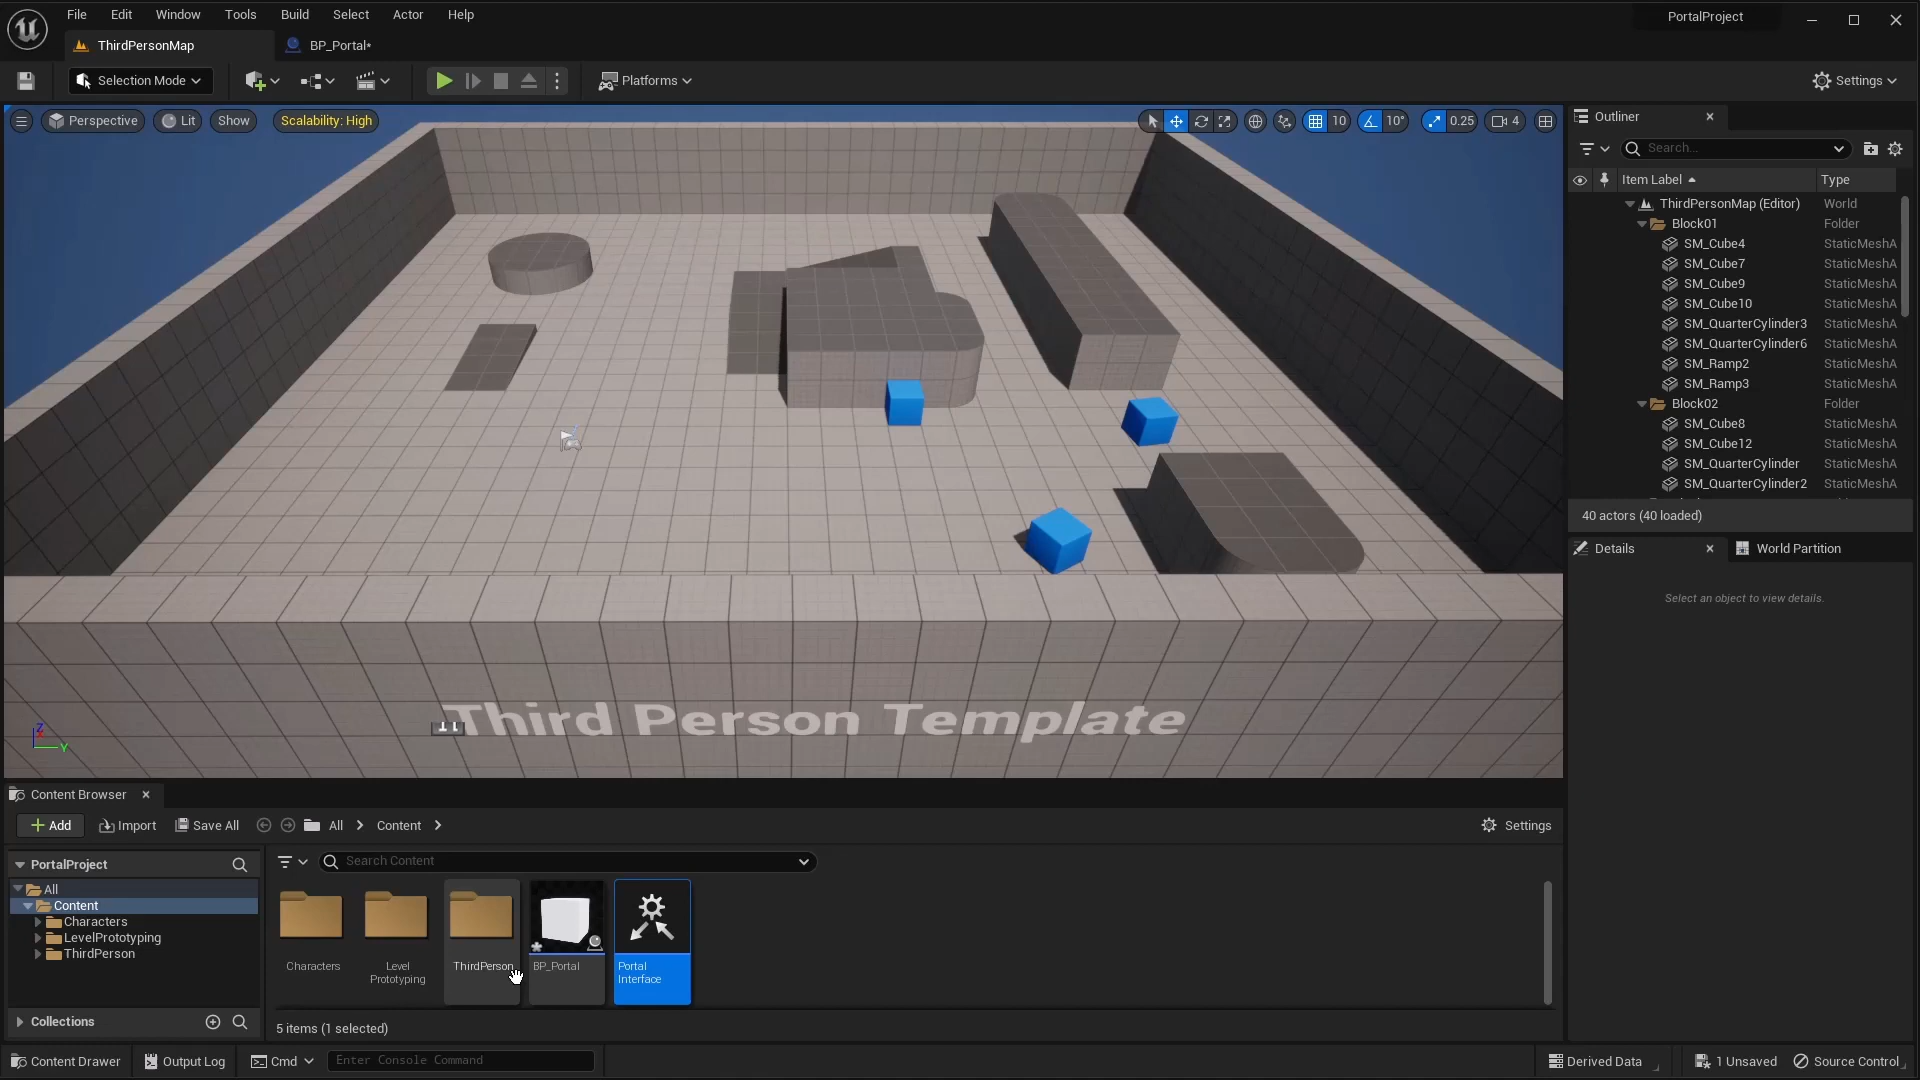 File Edit Window Tools Build Select Actor Help
PortalProject
ThirdPersonMap
BP_Portal*
Selection Mode
Platforms
Settings
Perspective
Lit
Show
Scalability: High
10
10°
0.25
4
Outliner
Search...
Item Label
Type
ThirdPersonMap (Editor) World
Block01 Folder
SM_Cube4 StaticMeshA
SM_Cube7 StaticMeshA
SM_Cube9 StaticMeshA
SM_Cube10 StaticMeshA
SM_QuarterCylinder3 StaticMeshA
SM_QuarterCylinder6 StaticMeshA
SM_Ramp2 StaticMeshA
SM_Ramp3 StaticMeshA
Block02 Folder
SM_Cube8 StaticMeshA
SM_Cube12 StaticMeshA
SM_QuarterCylinder StaticMeshA
SM_QuarterCylinder2 StaticMeshA
40 actors (40 loaded)
Details
World Partition
Select an object to view details.
Third Person Template
Z
Y
Content Browser
Add
Import
Save All
All
Content
Settings
PortalProject
Search Content
All
Content
Characters
LevelPrototyping
ThirdPerson
Characters
Level
Prototyping
ThirdPerson
BP_Portal
Portal
Interface
Collections
5 items (1 selected)
Content Drawer
Output Log
Cmd
Enter Console Command
Derived Data
1 Unsaved
Source Control